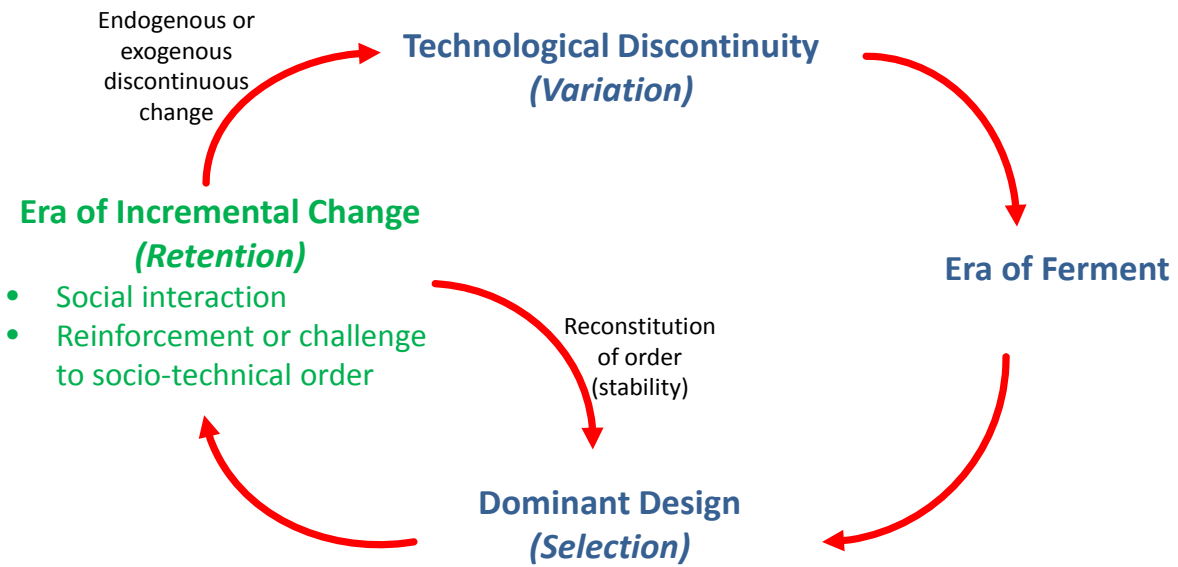 Endogenous or
exogenous
discontinuous
change
Technological Discontinuity
(Variation)
Era of Incremental Change
(Retention)
• Social interaction
• Reinforcement or challenge
to socio-technical order
Era of Ferment
Reconstitution
of order
(stability)
Dominant Design
(Selection)